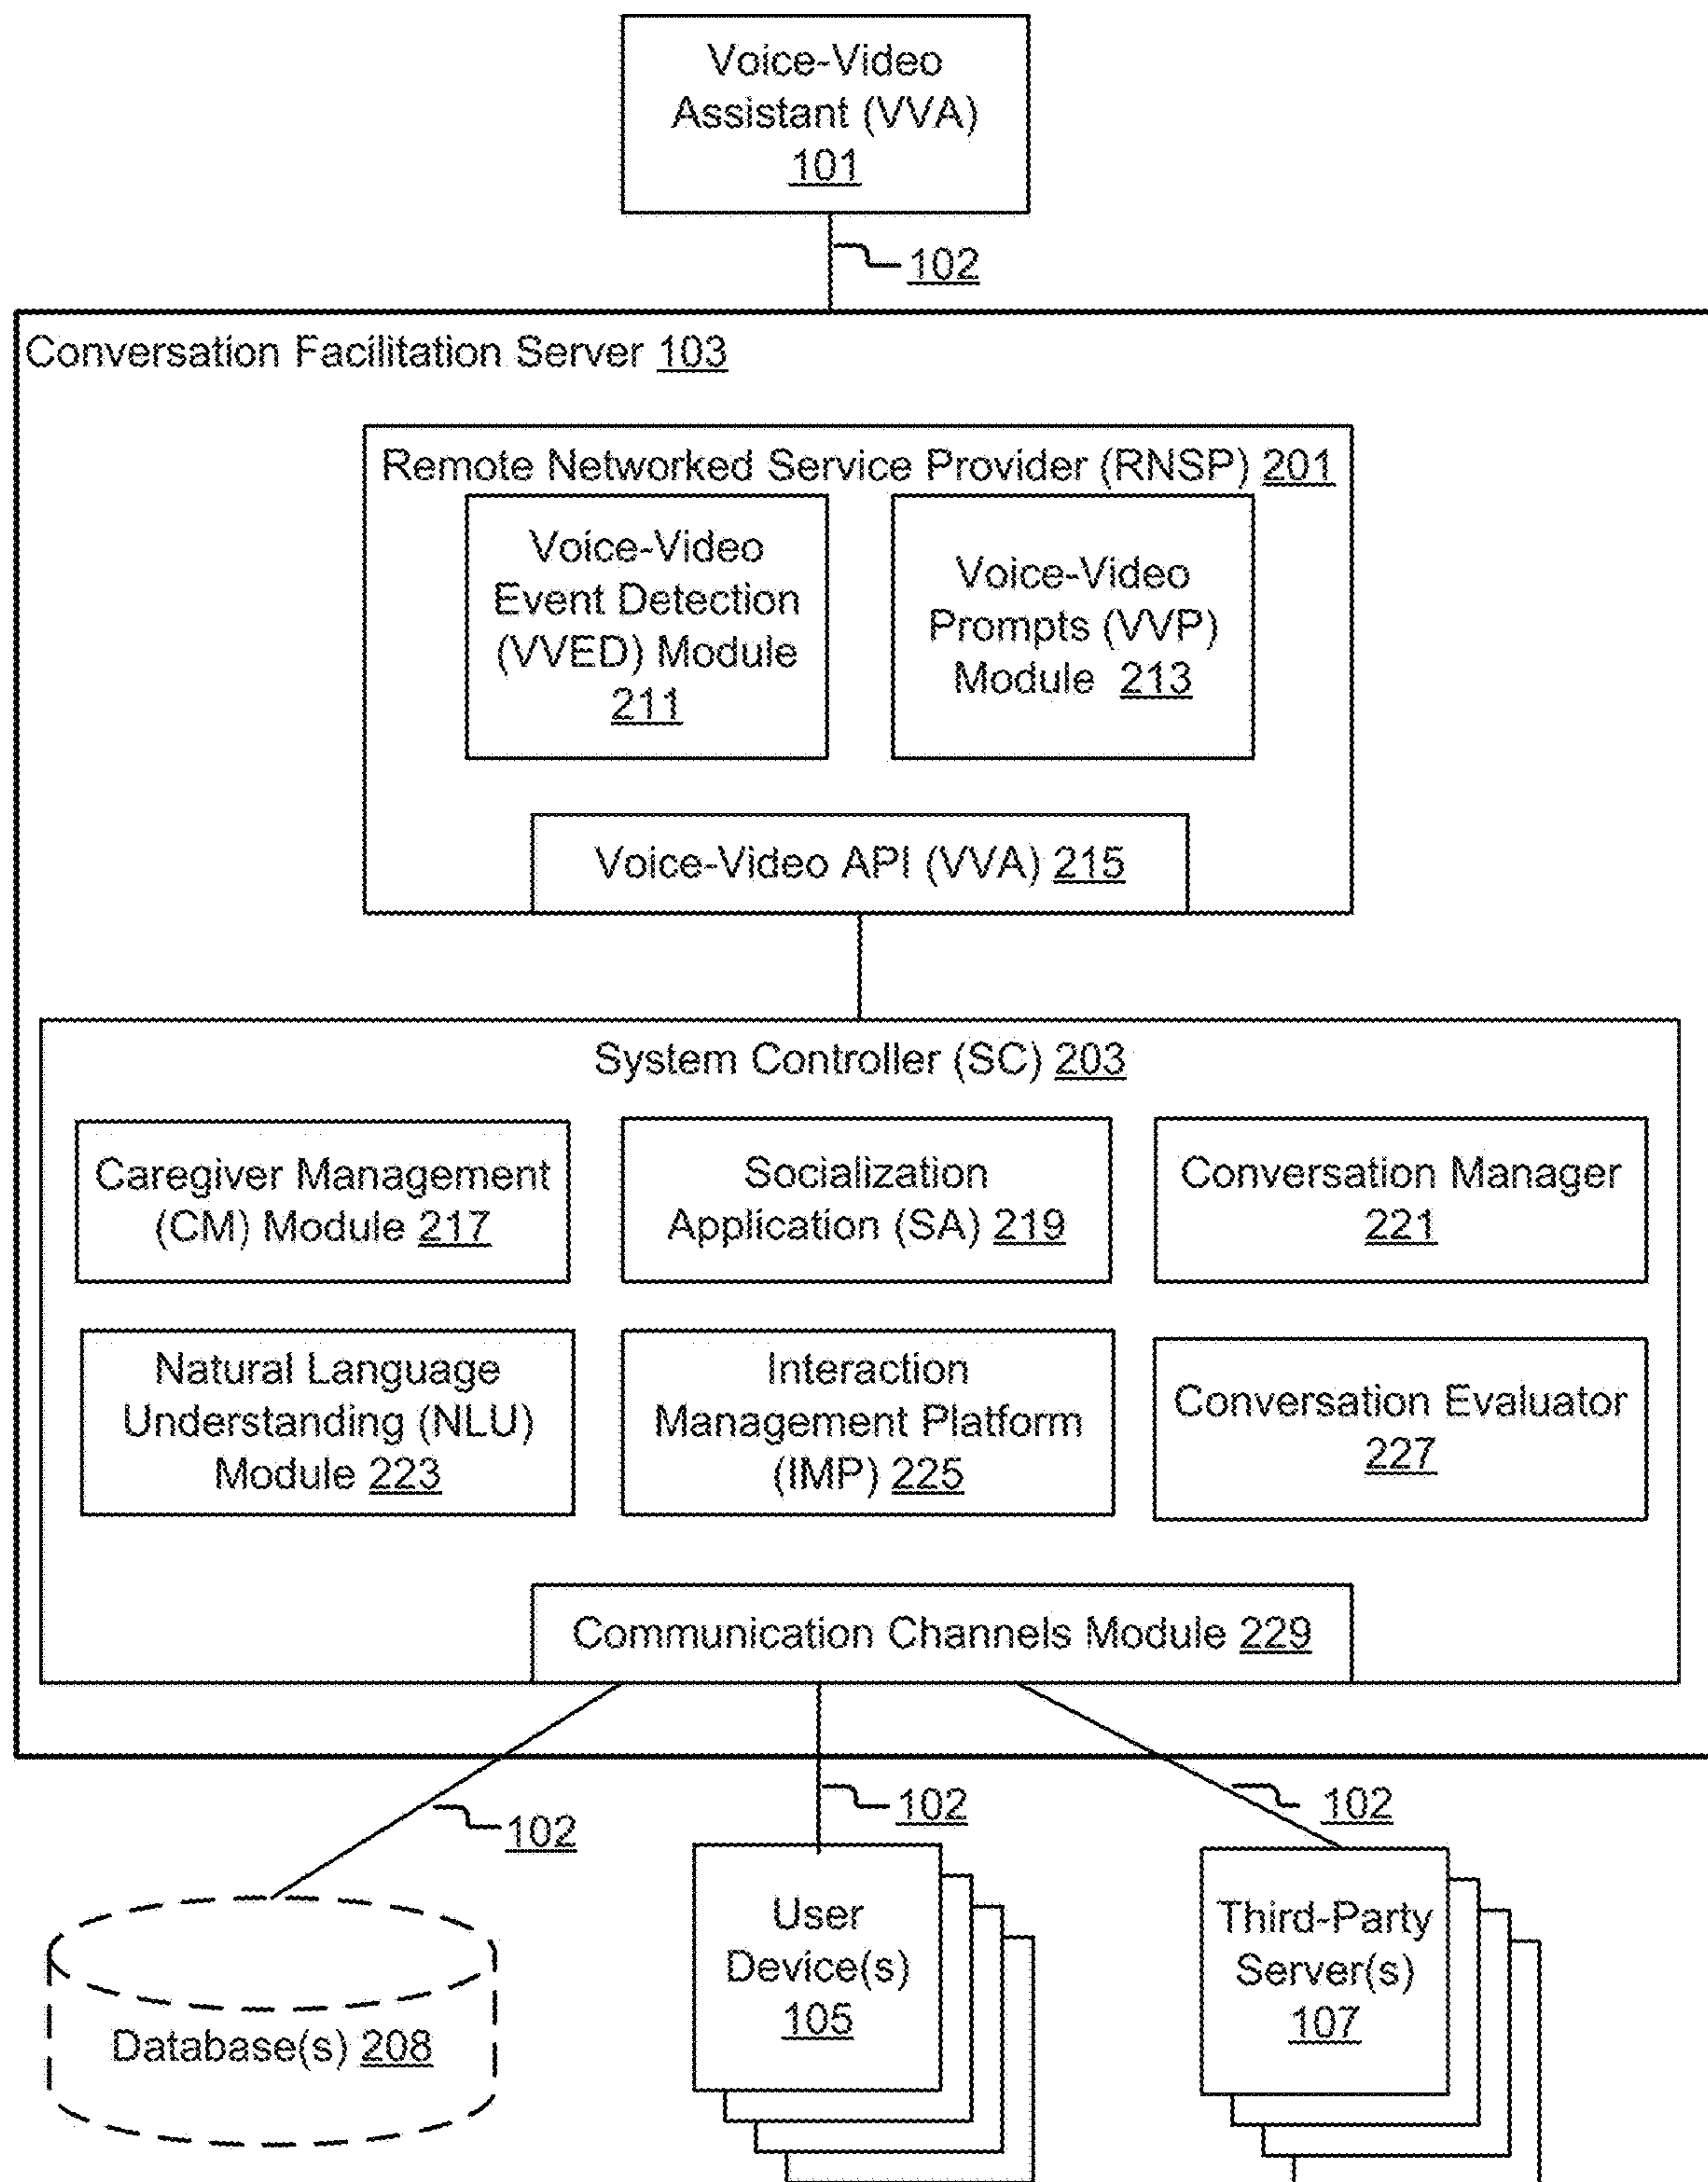 Voice-Video
Assistant (VVA)
101
102
Conversation Facilitation Server 103
Remote Networked Service Provider (RNSP) 201
Voice-Video
Event Detection
(VVED) Module
211
Voice-Video
Prompts (VVP)
Module 213
Voice-Video API (VVA) 215
System Controller (SC) 203
Caregiver Management
(CM) Module 217
Socialization
Application (SA) 219
Conversation Manager
221
Natural Language
Understanding (NLU)
Module 223
Interaction
Management Platform
(IMP) 225
Conversation Evaluator
227
Communication Channels Module 229
102
102
102
Database(s) 208
User
Device(s)
105
Third-Party
Server(s)
107